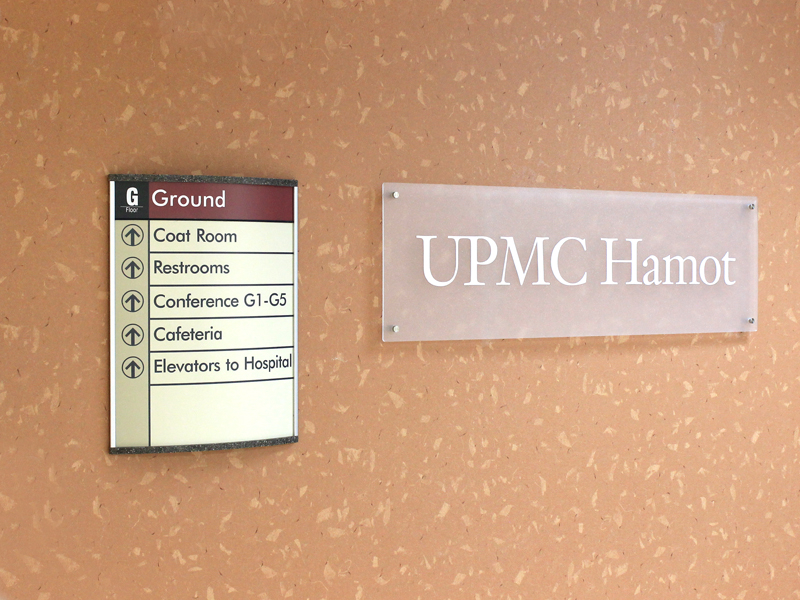 G
Floor
Ground
Coat Room
Restrooms
Conference G1-G5
Cafeteria
Elevators to Hospital
UPMC Hamot